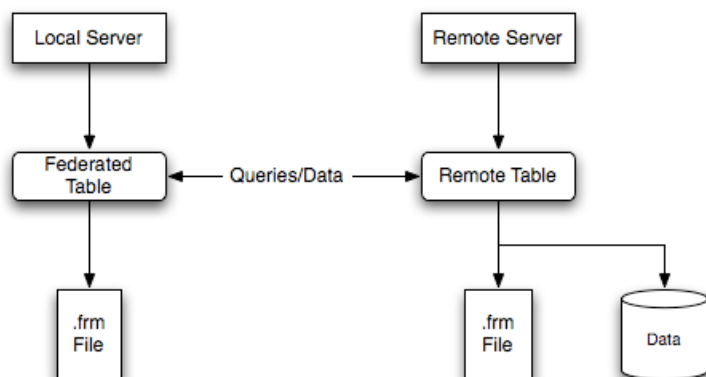 Local Server
Remote Server
Federated
Table
Queries/Data
Remote Table
.frm
File
.frm
File
Data